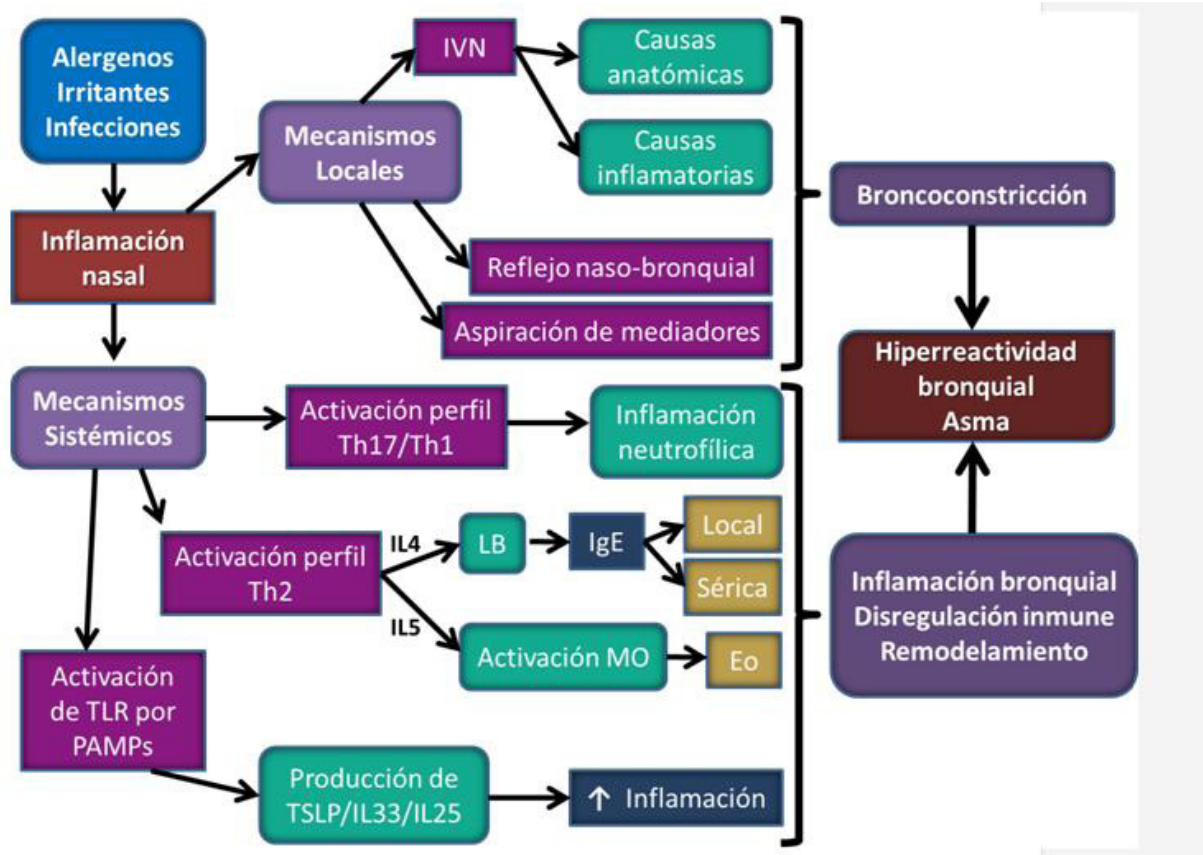 Alergenos
Irritantes
Infecciones
Inflamación
nasal
Mecanismos
Locales
IVN
Causas
anatómicas
Causas
inflamatorias
Reflejo naso-bronquial
Aspiración de mediadores
Broncoconstricción
Hiperreactividad
bronquial
Asma
Mecanismos
Sistémicos
Activación perfil
Th17/Th1
Inflamación
neutrofílica
Activación perfil
Th2
IL4
LB
IgE
Local
Sérica
IL5
Activación MO
Eo
Inflamación bronquial
Disregulación inmune
Remodelamiento
Activación
de TLR por
PAMPs
Producción de
TSLP/IL33/IL25
↑ Inflamación